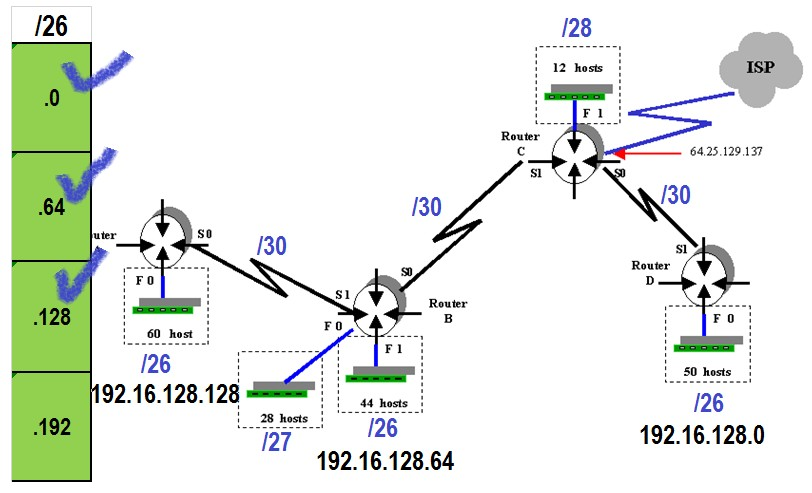 /26
.0
.64
.128
.192
/28
12 hosts
F 1
ISP
Router
C
S1
S0
64.25.129.137
/30
/30
/30
S0
F 0
60 host
/26
192.16.128.128
S1
S0
Router
B
F 0
F 1
28 hosts
/27
44 hosts
/26
192.16.128.64
S1
Router
D
F 0
50 hosts
/26
192.16.128.0